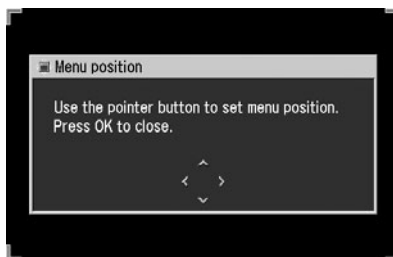 Menu position
Use the pointer button to set menu position.
Press OK to close.